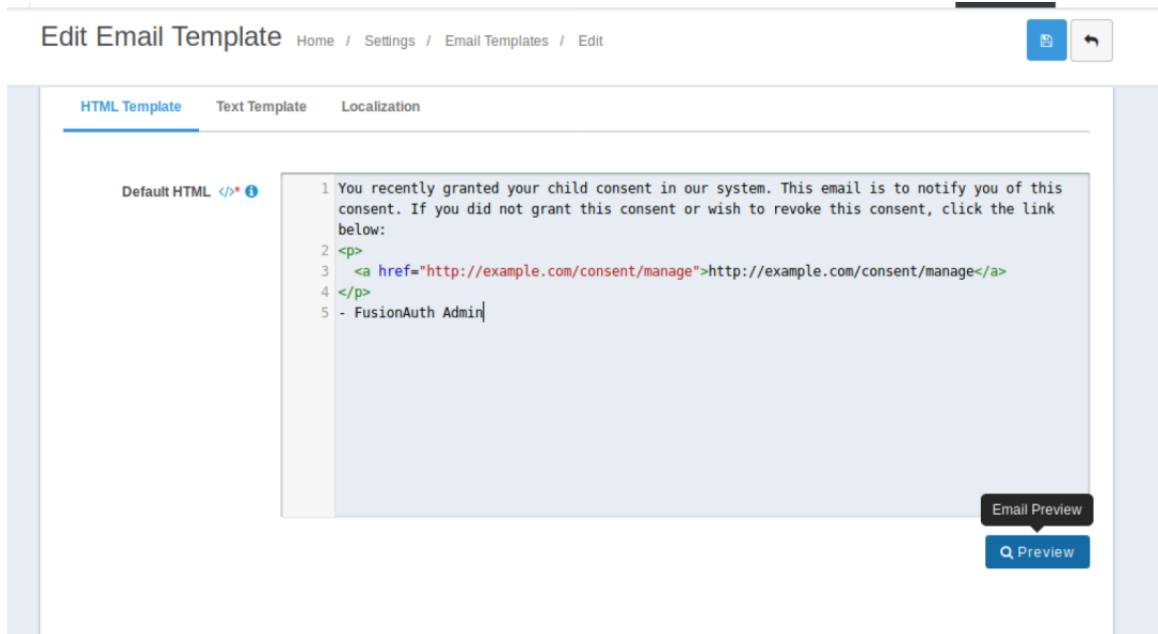 Edit Email Template Home / Settings / Email Templates / Edit
HTML Template Text Template Localization
Default HTML </>*
1 You recently granted your child consent in our system. This email is to notify you of this
consent. If you did not grant this consent or wish to revoke this consent, click the link
below:
2 <p>
3 <a href="http://example.com/consent/manage">http://example.com/consent/manage</a>
4 </p>
5 - FusionAuth Admin
Email Preview
Preview